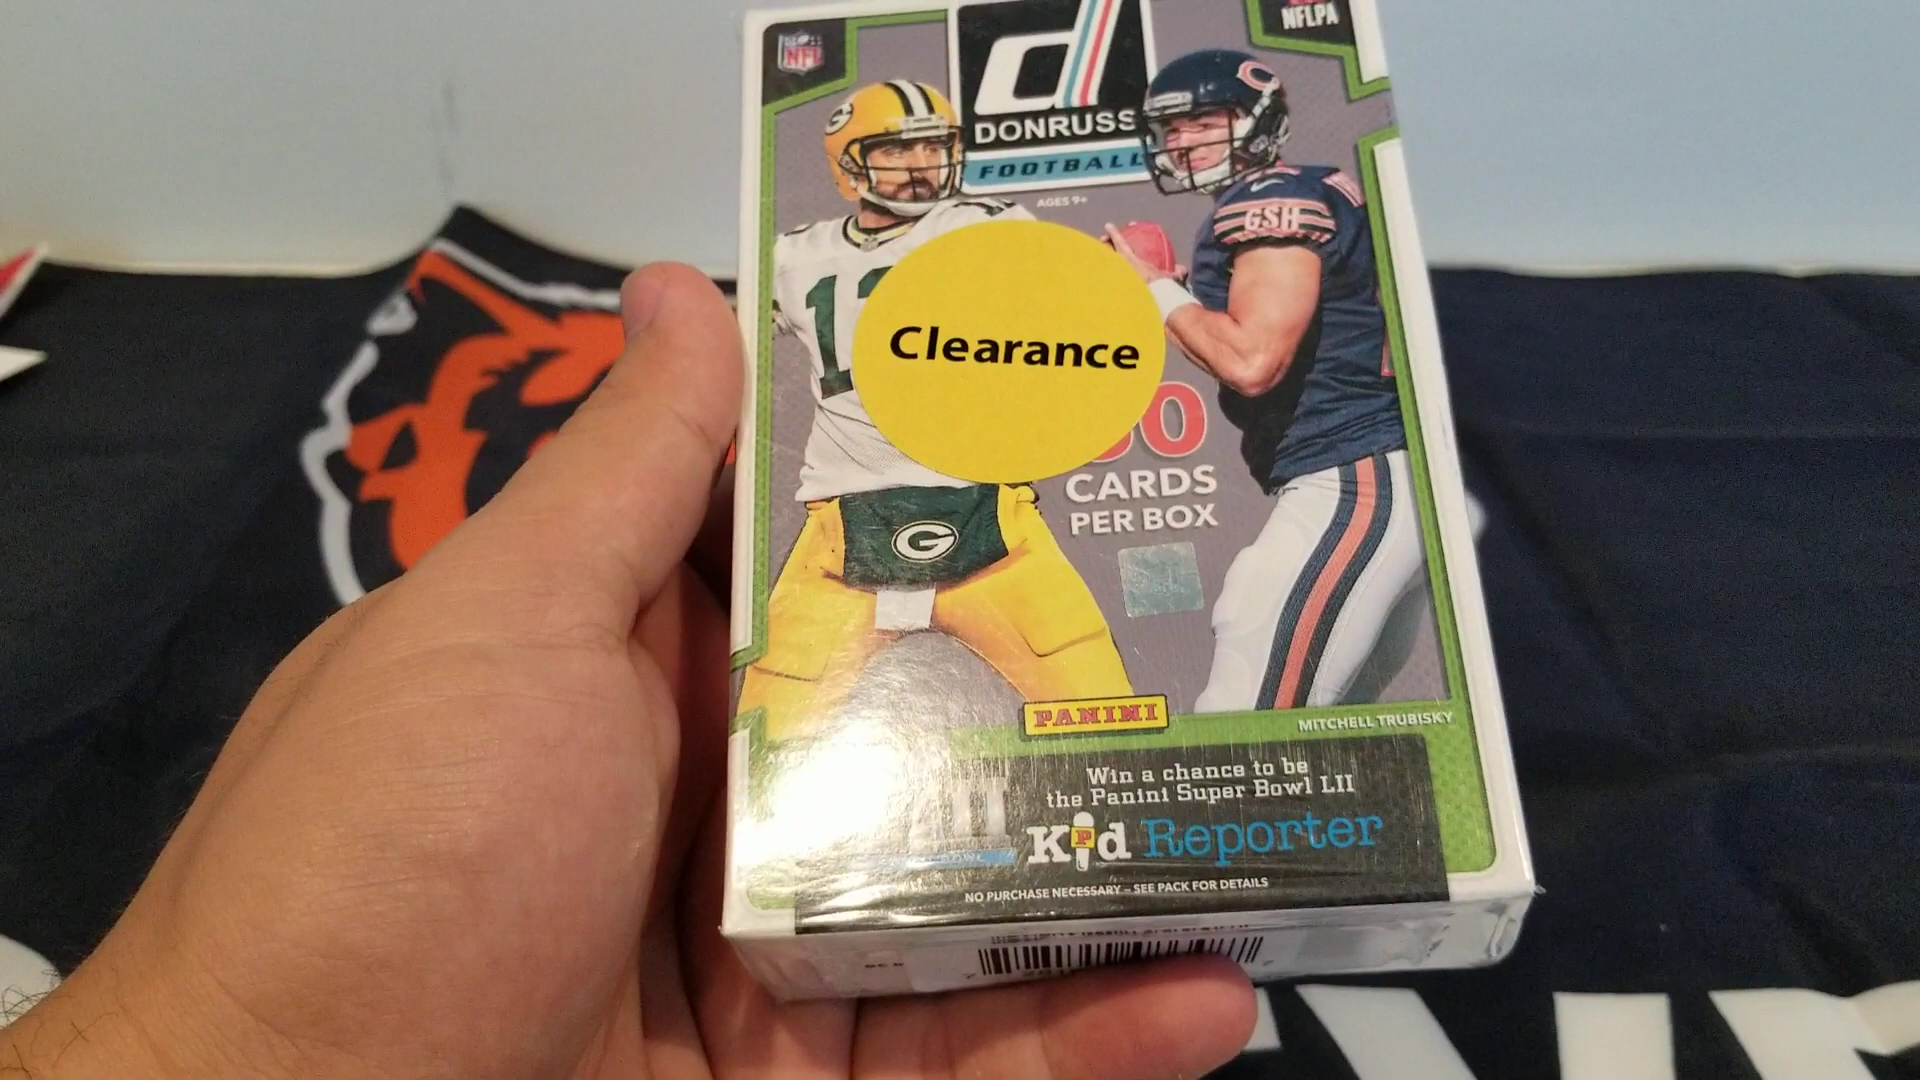 NFL
NFLPA
DONRUSS
FOOTBALL
AGES 9+
GSH
Clearance
CARDS
PER BOX
G
PANINI
MITCHELL TRUBISKY
Win a chance to be
the Panini Super Bowl LII
Kid Reporter
NO PURCHASE NECESSARY – SEE PACK FOR DETAILS